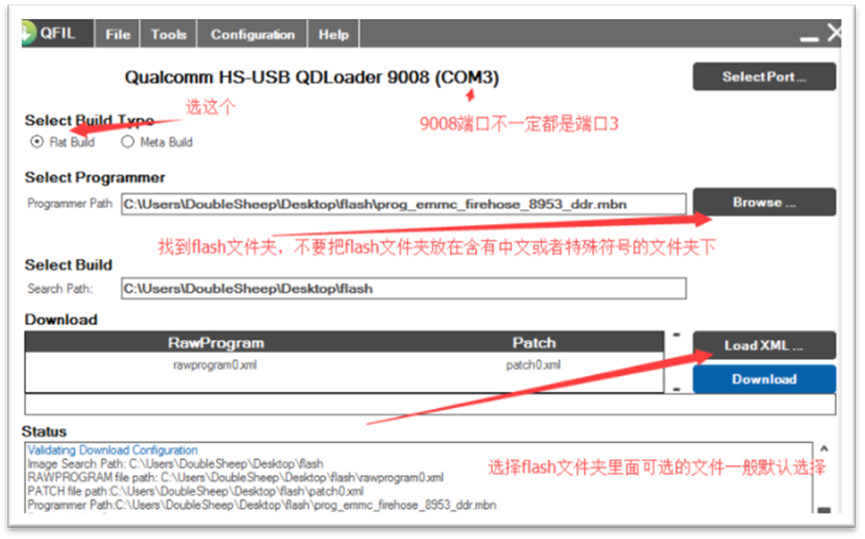 QFIL File Tools Configuration Help
Qualcomm HS-USB QDLoader 9008 (COM3) Select Port ...
选这个
Select Build Type
9008端口不一定都是端口3
Flat Build Meta Build
Select Programmer
Programmer Path C:\Users\DoubleSheep\Desktop\flash\prog_emmc_firehose_8953_ddr.mbn Browse ...
找到flash文件夹，不要把flash文件夹放在含有中文或者特殊符号的文件夹下
Select Build
Search Path: C:\Users\DoubleSheep\Desktop\flash
Download
RawProgram Patch Load XML ...
rawprogram0.xml patch0.xml
Download
Status
Validating Download Configuration
Image Search Path: C:\Users\DoubleSheep\Desktop\flash
选择flash文件夹里面可选的文件一般默认选择
RAWPROGRAM file path: C:\Users\DoubleSheep\Desktop\flash\rawprogram0.xml
PATCH file path:C:\Users\DoubleSheep\Desktop\flash\patch0.xml
Programmer Path:C:\Users\DoubleSheep\Desktop\flash\prog_emmc_firehose_8953_ddr.mbn